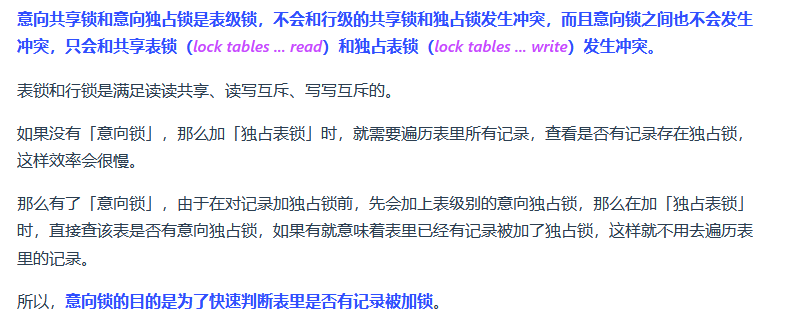 意向共享锁和意向独占锁是表级锁，不会和行级的共享锁和独占锁发生冲突，而且意向锁之间也不会发生
冲突，只会和共享表锁（lock tables ... read）和独占表锁（lock tables ... write）发生冲突。
表锁和行锁是满足读读共享、读写互斥、写写互斥的。
如果没有「意向锁」，那么加「独占表锁」时，就需要遍历表里所有记录，查看是否有记录存在独占锁，
这样效率会很慢。
那么有了「意向锁」，由于在对记录加独占锁前，先会加上表级别的意向独占锁，那么在加「独占表锁」
时，直接查该表是否有意向独占锁，如果有就意味着表里已经有记录被加了独占锁，这样就不用去遍历表
里的记录。
所以，意向锁的目的是为了快速判断表里是否有记录被加锁。